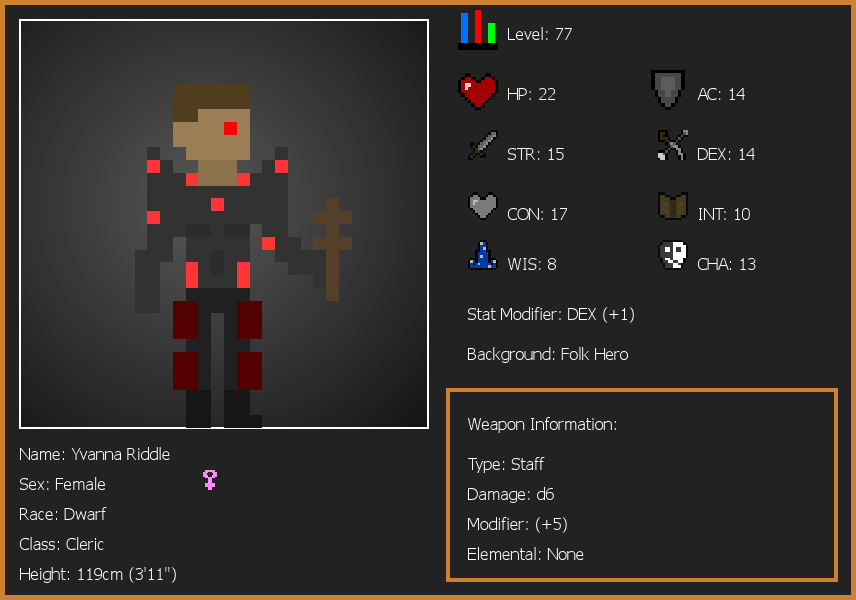 Level: 77
HP: 22
AC: 14
STR: 15
DEX: 14
CON: 17
INT: 10
WIS: 8
CHA: 13
Stat Modifier: DEX (+1)
Background: Folk Hero
Weapon Information:
Type: Staff
Damage: d6
Modifier: (+5)
Elemental: None
Name: Yvanna Riddle
Sex: Female
Race: Dwarf
Class: Cleric
Height: 119cm (3'11")